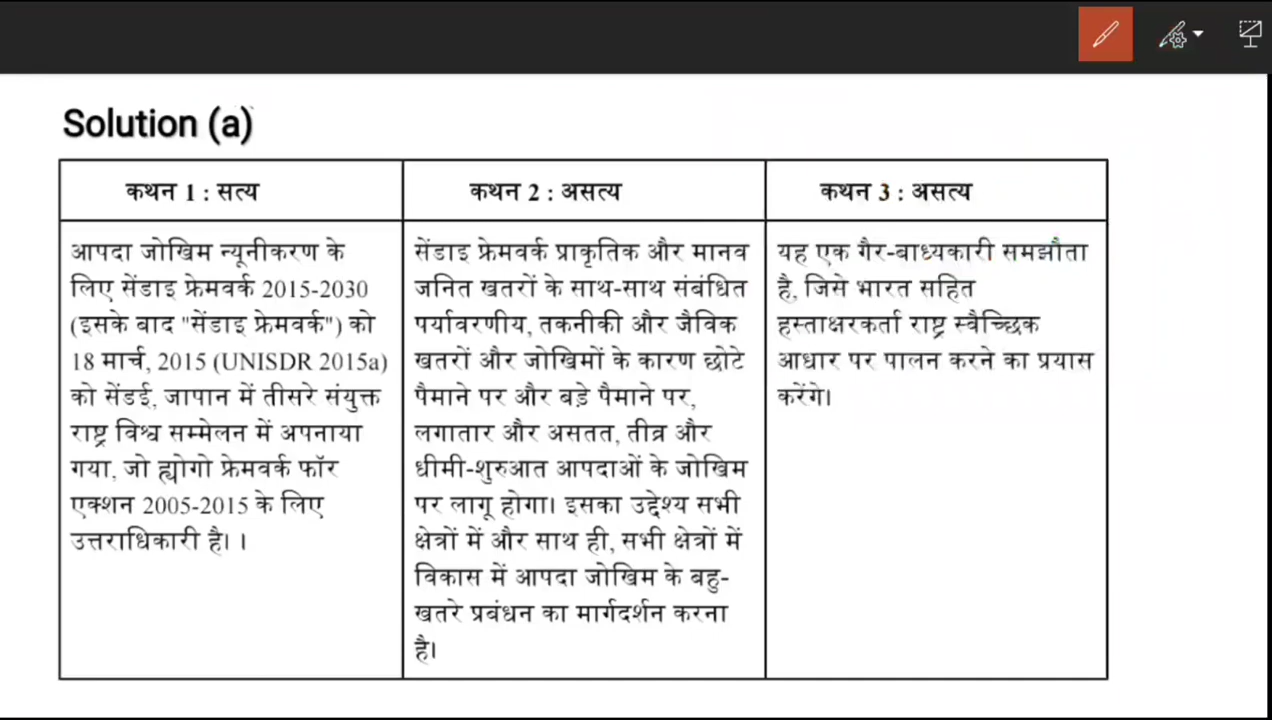 Solution (a)
कथन 1 : सत्य
कथन 2 : असत्य
कथन 3 : असत्य
आपदा जोखिम न्यूनीकरण के
लिए सेंडाइ फ्रेमवर्क 2015-2030
(इसके बाद "सेंडाइ फ्रेमवर्क") को
18 मार्च, 2015 (UNISDR 2015a)
को सेंडई, जापान में तीसरे संयुक्त
राष्ट्र विश्व सम्मेलन में अपनाया
गया, जो ह्योगो फ्रेमवर्क फॉर
एक्शन 2005-2015 के लिए
उत्तराधिकारी है। ।
सेंडाइ फ्रेमवर्क प्राकृतिक और मानव
जनित खतरों के साथ-साथ संबंधित
पर्यावरणीय, तकनीकी और जैविक
खतरों और जोखिमों के कारण छोटे
पैमाने पर और बड़े पैमाने पर,
लगातार और असतत, तीव्र और
धीमी-शुरुआत आपदाओं के जोखिम
पर लागू होगा। इसका उद्देश्य सभी
क्षेत्रों में और साथ ही, सभी क्षेत्रों में
विकास में आपदा जोखिम के बहु-
खतरे प्रबंधन का मार्गदर्शन करना
है।
यह एक गैर-बाध्यकारी समझौता
है, जिसे भारत सहित
हस्ताक्षरकर्ता राष्ट्र स्वैच्छिक
आधार पर पालन करने का प्रयास
करेंगे।